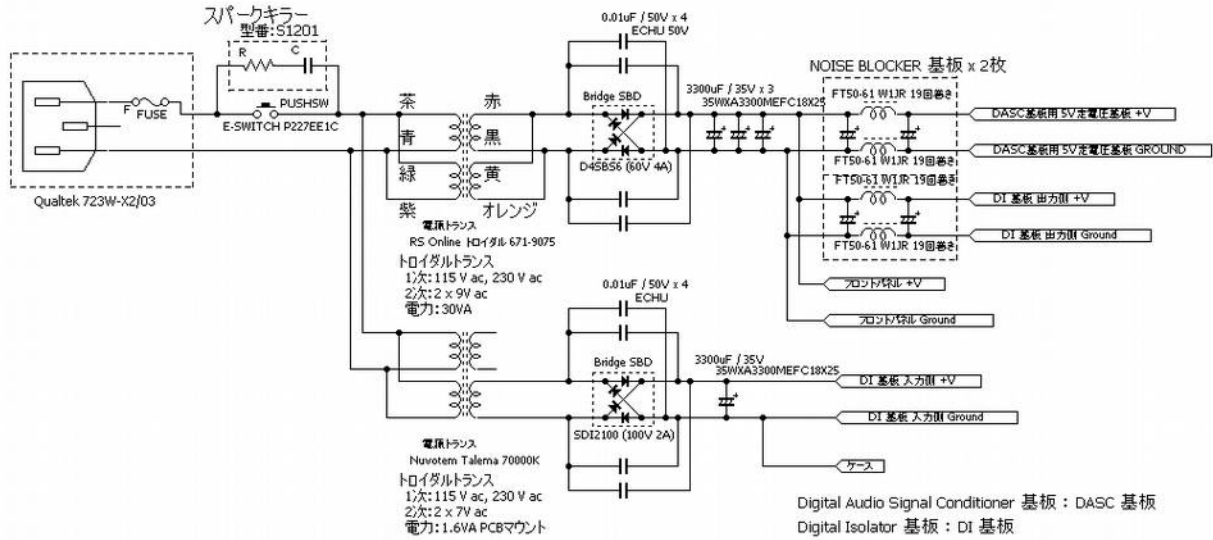 スパークキラー
型番:S1201
R
C
F
FUSE
PUSHSW
E-SWITCH P227EE1C
Qualtek 723W-X2/03
茶
青
緑
紫
赤
黒
黄
オレンジ
電源トランス
RS Online トロイダル 671-9075
トロイダルトランス
1次:115 V ac, 230 V ac
2次:2 x 9V ac
電力:30VA
0.01uF / 50V x 4
ECHU 50V
Bridge SBD
D4SBS6 (60V 4A)
3300uF / 35V x 3
35WXA3300MEFC18X25
NOISE BLOCKER 基板 x 2枚
FT50-61 W1JR 19回巻き
FT50-61 W1JR 19回巻き
FT50-61 W1JR 19回巻き
FT50-61 W1JR 19回巻き
DASC基板用 5V定電圧基板 +V
DASC基板用 5V定電圧基板 GROUND
DI 基板 出力側 +V
DI 基板 出力側 Ground
フロントパネル +V
フロントパネル Ground
電源トランス
Nuvotem Talema 70000K
トロイダルトランス
1次:115 V ac, 230 V ac
2次:2 x 7V ac
電力:1.6VA PCBマウント
0.01uF / 50V x 4
ECHU
Bridge SBD
SDI2100 (100V 2A)
3300uF / 35V
35WXA3300MEFC18X25
DI 基板 入力側 +V
DI 基板 入力側 Ground
ケース
Digital Audio Signal Conditioner 基板 : DASC 基板
Digital Isolator 基板 : DI 基板